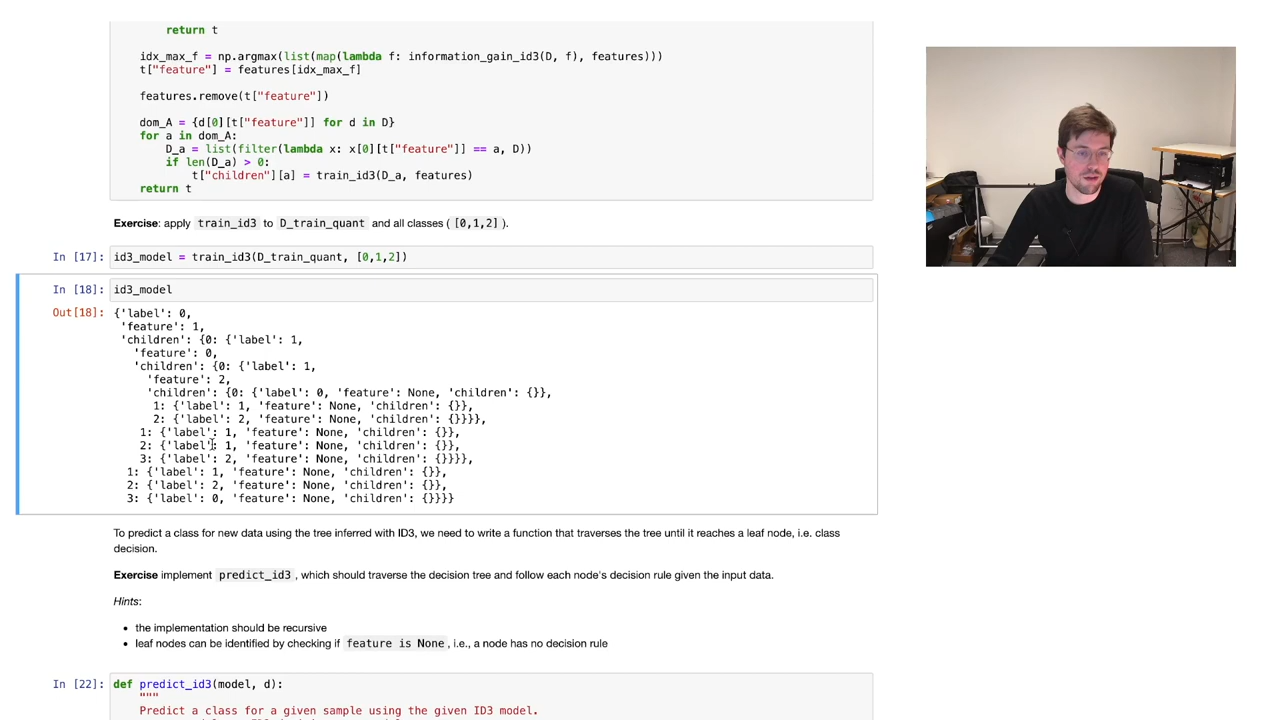 return t
idx_max_f = np.argmax(list(map(lambda f: information_gain_id3(D, f), features)))
t["feature"] = features[idx_max_f]
features.remove(t["feature"])
dom_A = {d[0][t["feature"]] for d in D}
for a in dom_A:
D_a = list(filter(lambda x: x[0][t["feature"]] == a, D))
if len(D_a) > 0:
t["children"][a] = train_id3(D_a, features)
return t
Exercise: apply train_id3 to D_train_quant and all classes ( [0,1,2] ).
In [17]: id3_model = train_id3(D_train_quant, [0,1,2])
In [18]: id3_model
Out[18]: {'label': 0,
'feature': 1,
'children': {0: {'label': 1,
'feature': 0,
'children': {0: {'label': 1,
'feature': 2,
'children': {0: {'label': 0, 'feature': None, 'children': {}},
1: {'label': 1, 'feature': None, 'children': {}},
2: {'label': 2, 'feature': None, 'children': {}}}},
1: {'label': 1, 'feature': None, 'children': {}},
2: {'label': 1, 'feature': None, 'children': {}},
3: {'label': 2, 'feature': None, 'children': {}}}},
1: {'label': 1, 'feature': None, 'children': {}},
2: {'label': 2, 'feature': None, 'children': {}},
3: {'label': 0, 'feature': None, 'children': {}}}}
To predict a class for new data using the tree inferred with ID3, we need to write a function that traverses the tree until it reaches a leaf node, i.e. class
decision.
Exercise implement predict_id3 , which should traverse the decision tree and follow each node's decision rule given the input data.
Hints:
• the implementation should be recursive
• leaf nodes can be identified by checking if feature is None , i.e., a node has no decision rule
In [22]: def predict_id3(model, d):
"""
Predict a class for a given sample using the given ID3 model.